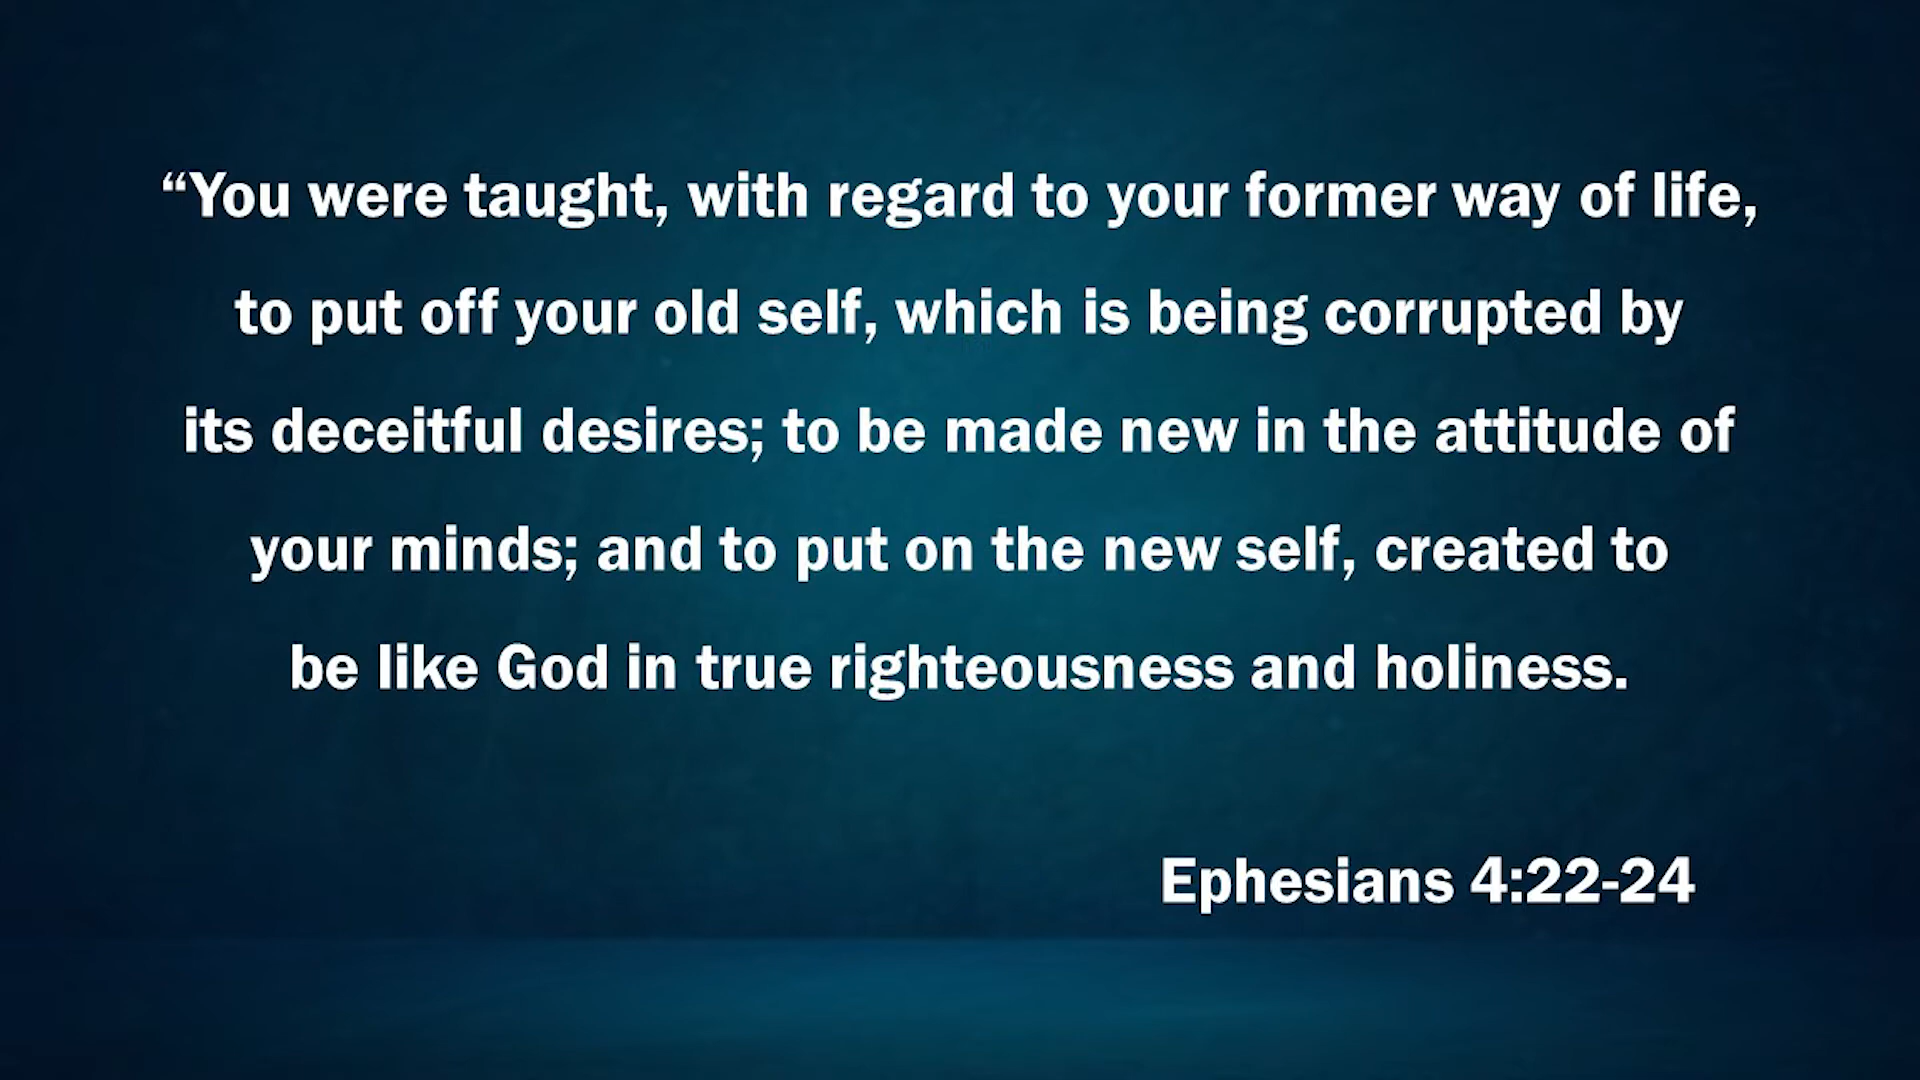 “You were taught, with regard to your former way of life,
to put off your old self, which is being corrupted by
its deceitful desires; to be made new in the attitude of
your minds; and to put on the new self, created to
be like God in true righteousness and holiness.
Ephesians 4:22-24